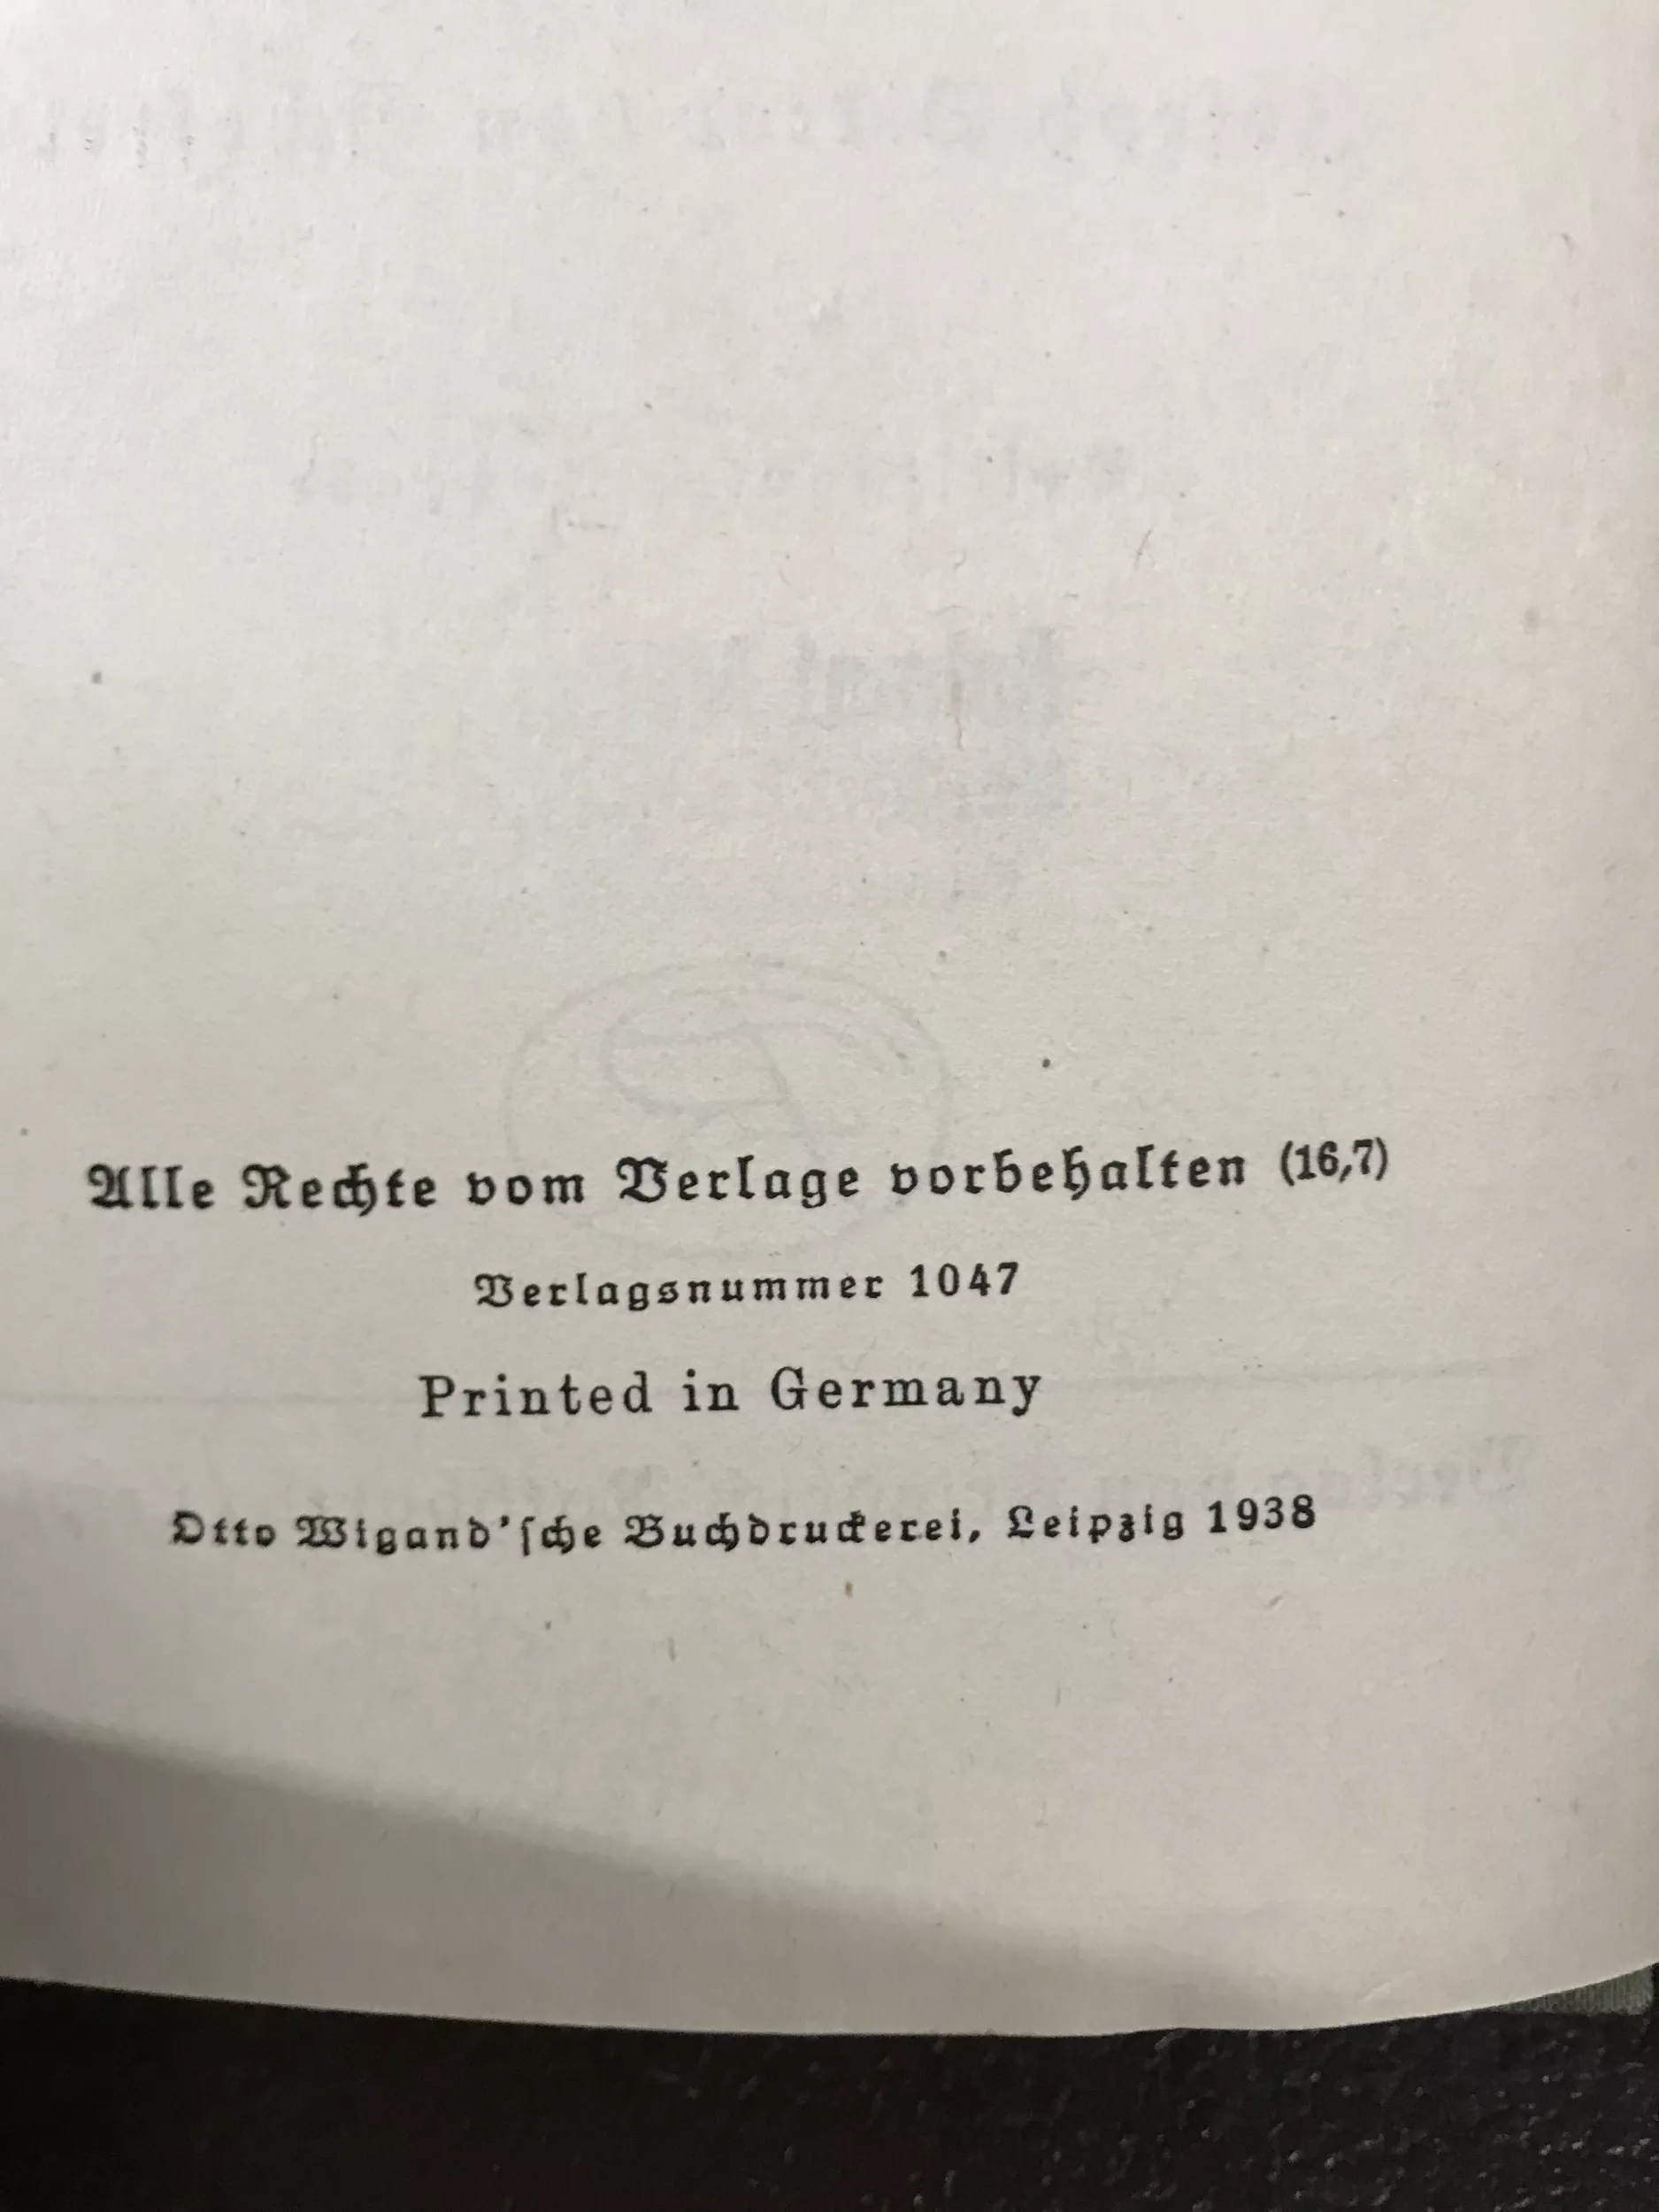 Alle Rechte vom Verlage vorbehalten (16,7)
Verlagsnummer 1047
Printed in Germany
Otto Wigand'ſche Buchdruckerei, Leipzig 1938